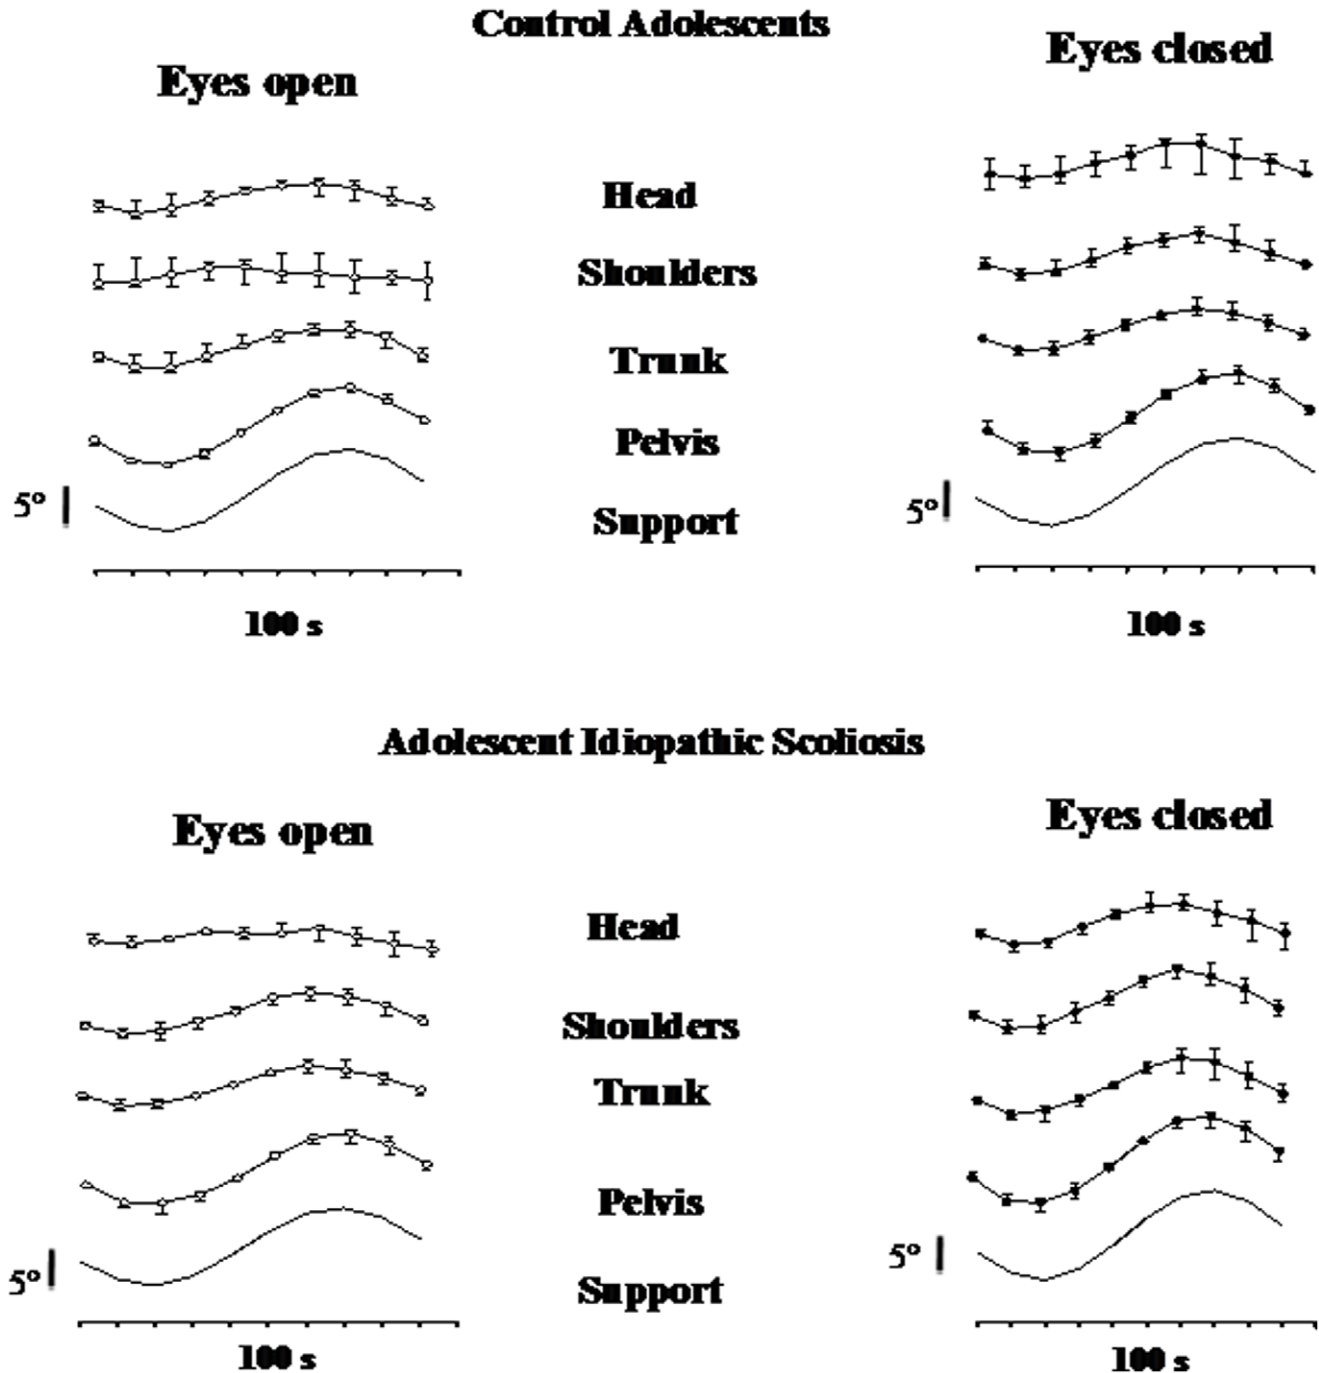 Control Adolescents
Eyes open
Eyes closed
Head
Shoulders
Trunk
Pelvis
Support
5°
5°
100 s
100 s
Adolescent Idiopathic Scoliosis
Eyes open
Eyes closed
Head
Shoulders
Trunk
Pelvis
Support
5°
5°
100 s
100 s